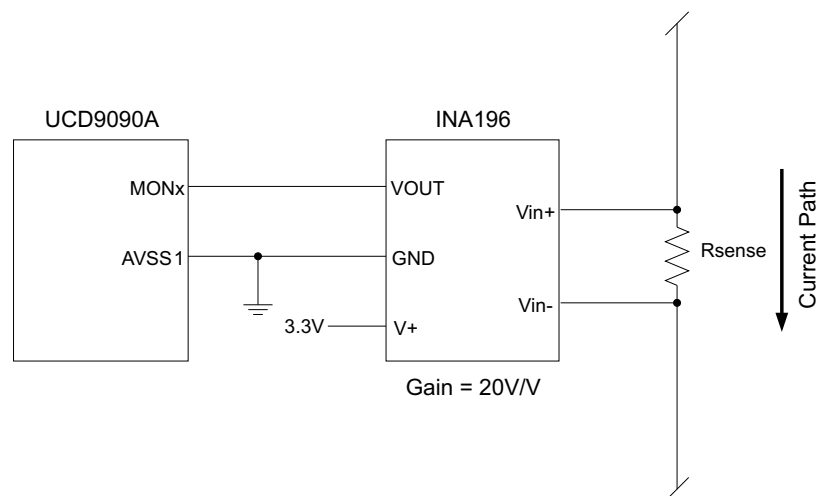 UCD9090A
INA196
MONx
VOUT
Vin+
AVSS1
GND
Rsense
Current Path
Vin-
3.3V
V+
Gain = 20V/V